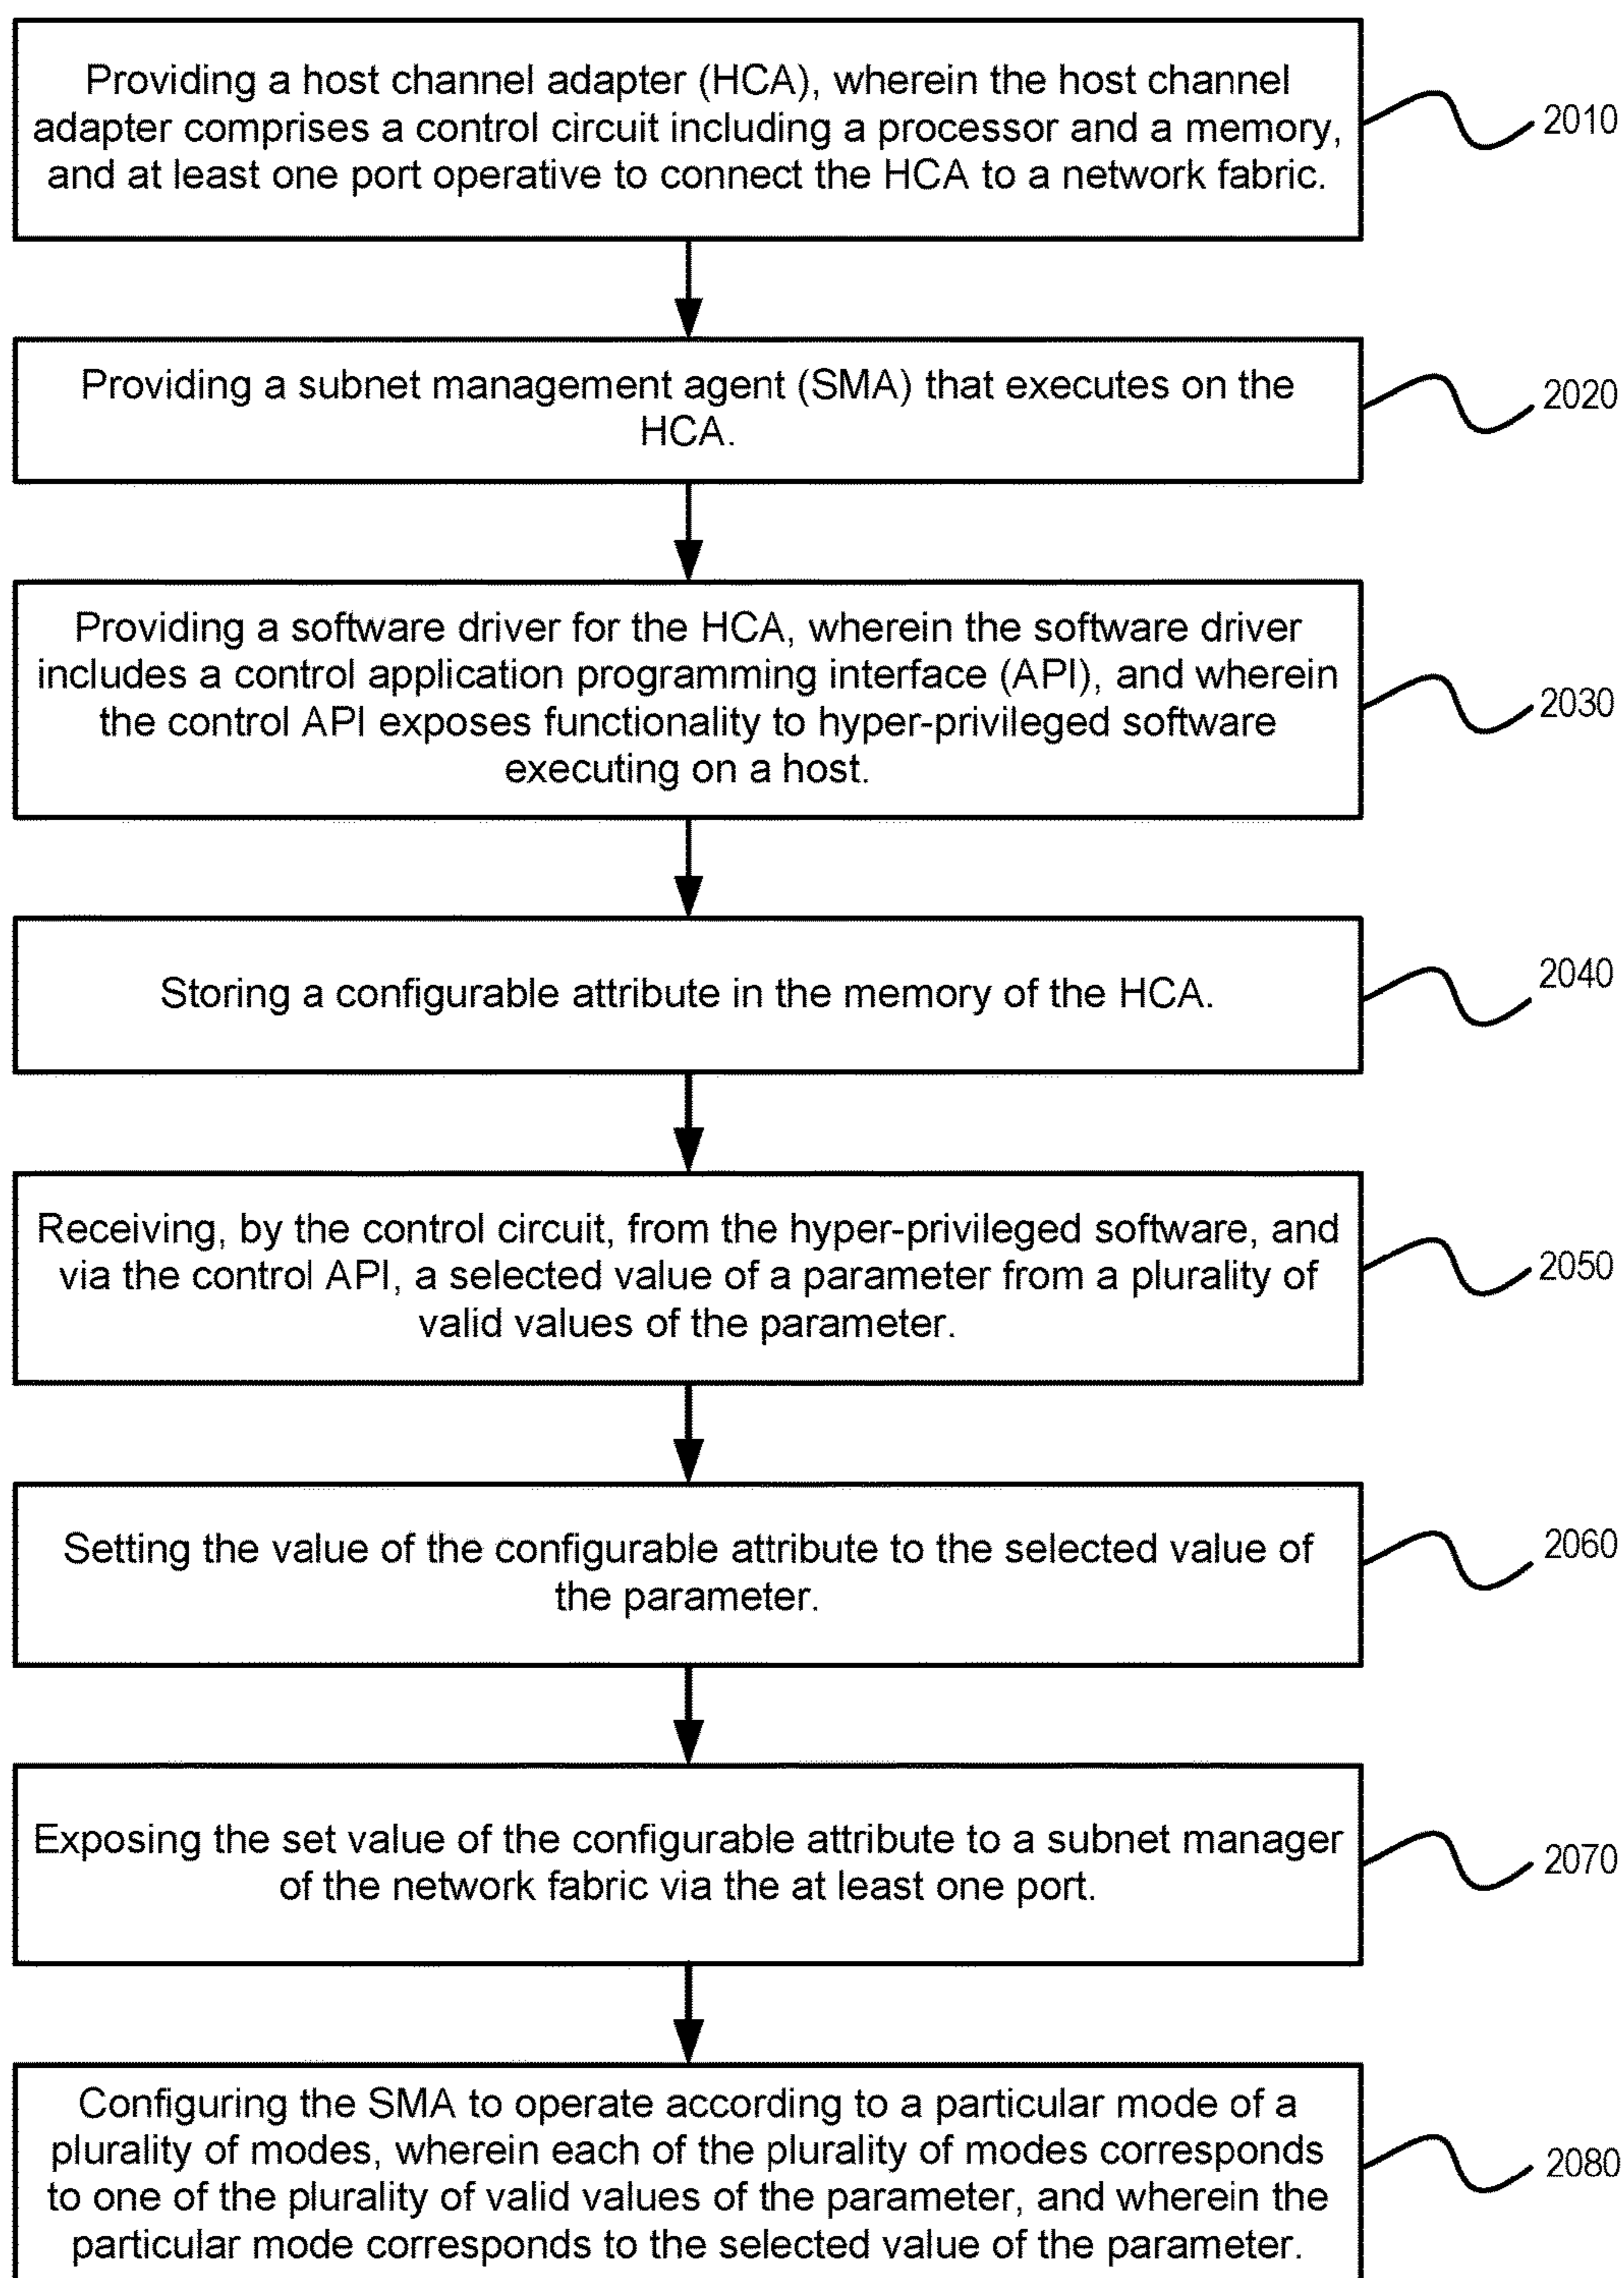 Providing a host channel adapter (HCA), wherein the host channel
adapter comprises a control circuit including a processor and a memory,
and at least one port operative to connect the HCA to a network fabric.
2010
Providing a subnet management agent (SMA) that executes on the
HCA.
2020
Providing a software driver for the HCA, wherein the software driver
includes a control application programming interface (API), and wherein
the control API exposes functionality to hyper-privileged software
executing on a host.
2030
Storing a configurable attribute in the memory of the HCA.
2040
Receiving, by the control circuit, from the hyper-privileged software, and
via the control API, a selected value of a parameter from a plurality of
valid values of the parameter.
2050
Setting the value of the configurable attribute to the selected value of
the parameter.
2060
Exposing the set value of the configurable attribute to a subnet manager
of the network fabric via the at least one port.
2070
Configuring the SMA to operate according to a particular mode of a
plurality of modes, wherein each of the plurality of modes corresponds
to one of the plurality of valid values of the parameter, and wherein the
particular mode corresponds to the selected value of the parameter.
2080